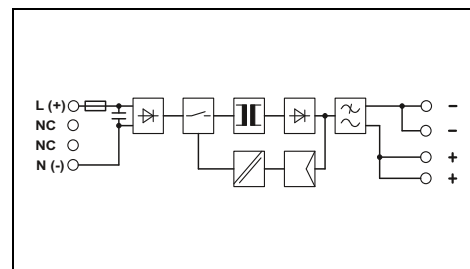 L (+)
NC
NC
N (-)
–
–
+
+